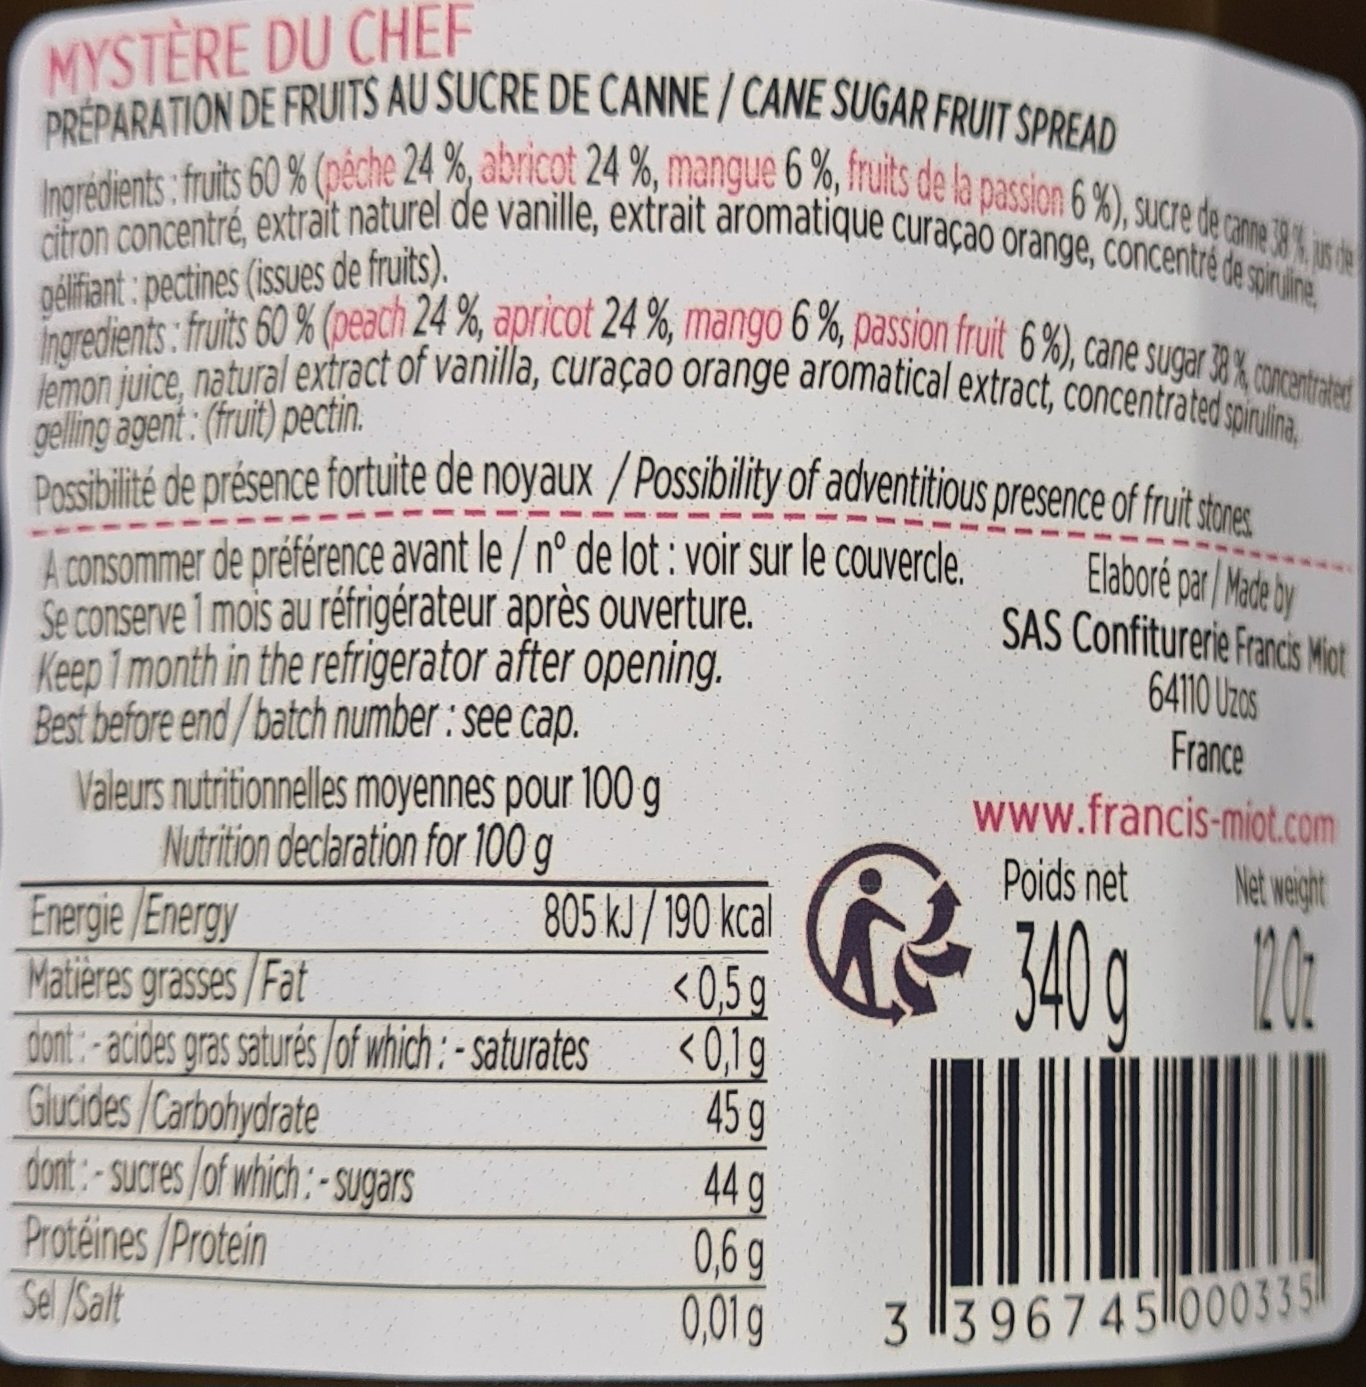 MYSTÈRE DU CHEF
PRÉPARATION DE FRUITS AU SUCRE DE CANNE / CANE SUGAR FRUIT SPREAD
Ingrédients : fruits 60 % (pêche 24 %, abricot 24 %, mangue 6 %, fruits de la passion 6 %), sucre de canne 38 %, jus de
citron concentré, extrait naturel de vanille, extrait aromatique curaçao orange, concentré de spiruline,
gélifiant : pectines (issues de fruits).
Ingredients : fruits 60 % (peach 24 %, apricot 24 %, mango 6 %, passion fruit 6 %), cane sugar 38 %, concentrated
lemon juice, natural extract of vanilla, curaçao orange aromatical extract, concentrated spirulina,
gelling agent : (fruit) pectin.
Possibilité de présence fortuite de noyaux / Possibility of adventitious presence of fruit stones.
A consommer de préférence avant le / n° de lot : voir sur le couvercle.
Se conserve 1 mois au réfrigérateur après ouverture.
Keep 1 month in the refrigerator after opening.
Best before end / batch number : see cap.
Elaboré par / Made by
SAS Confiturerie Francis Miot
64110 Uzos
France
www.francis-miot.com
Valeurs nutritionnelles moyennes pour 100 g
Nutrition declaration for 100 g
Energie /Energy 805 kJ / 190 kcal
Matières grasses /Fat <0,5 g
dont : - acides gras saturés /of which : - saturates <0,1 g
Glucides /Carbohydrate 45 g
dont : - sucres /of which : - sugars 44 g
Protéines /Protein 0,6 g
Sel /Salt 0,01 g
Poids net Net weight
340 g 12 Oz
3 396745 000335